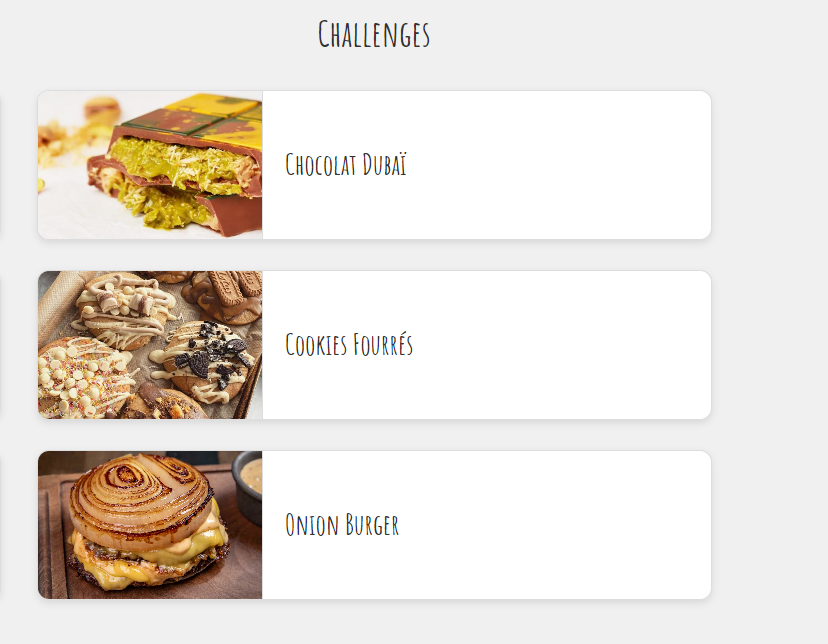 Challenges
Chocolat Dubaï
Cookies Fourrés
Onion Burger